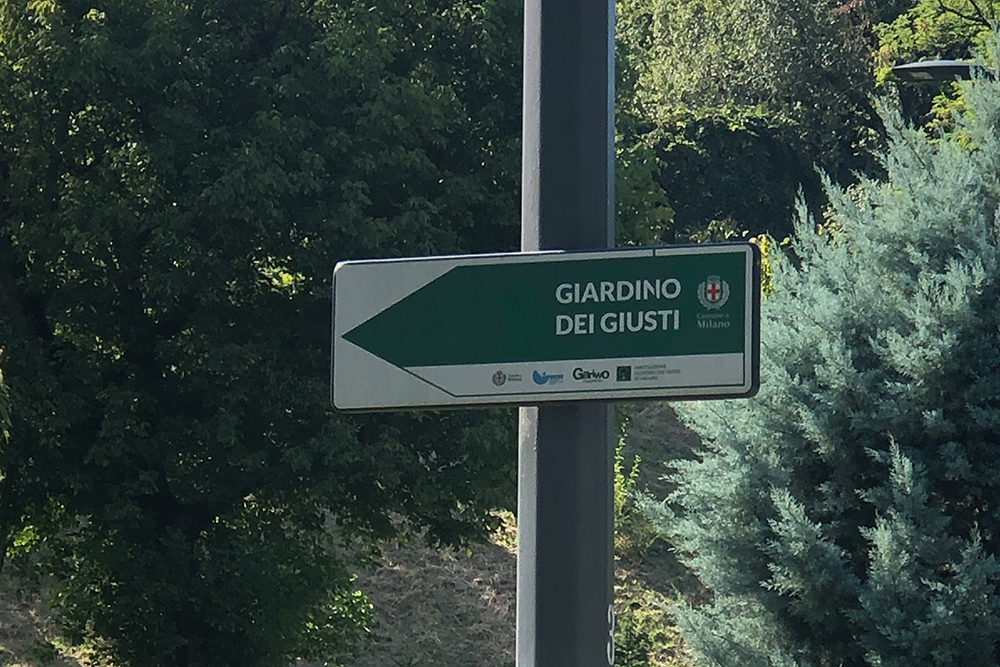 GIARDINO
DEI GIUSTI
Comune di
Milano
Gariwo